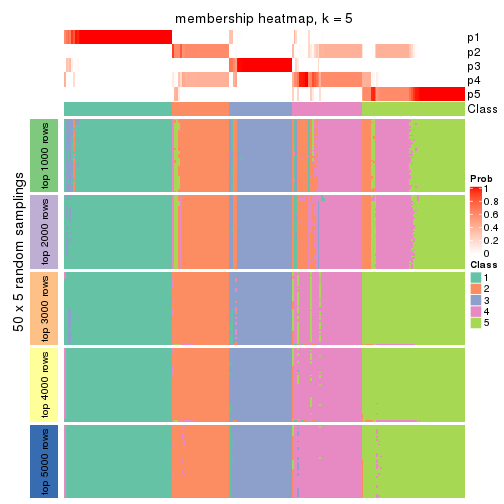 membership heatmap, k = 5
p1
p2
p3
p4
p5
Class
50 x 5 random samplings
top 1000 rows
top 2000 rows
top 3000 rows
top 4000 rows
top 5000 rows
Prob
1
0.8
0.6
0.4
0.2
0
Class
1
2
3
4
5